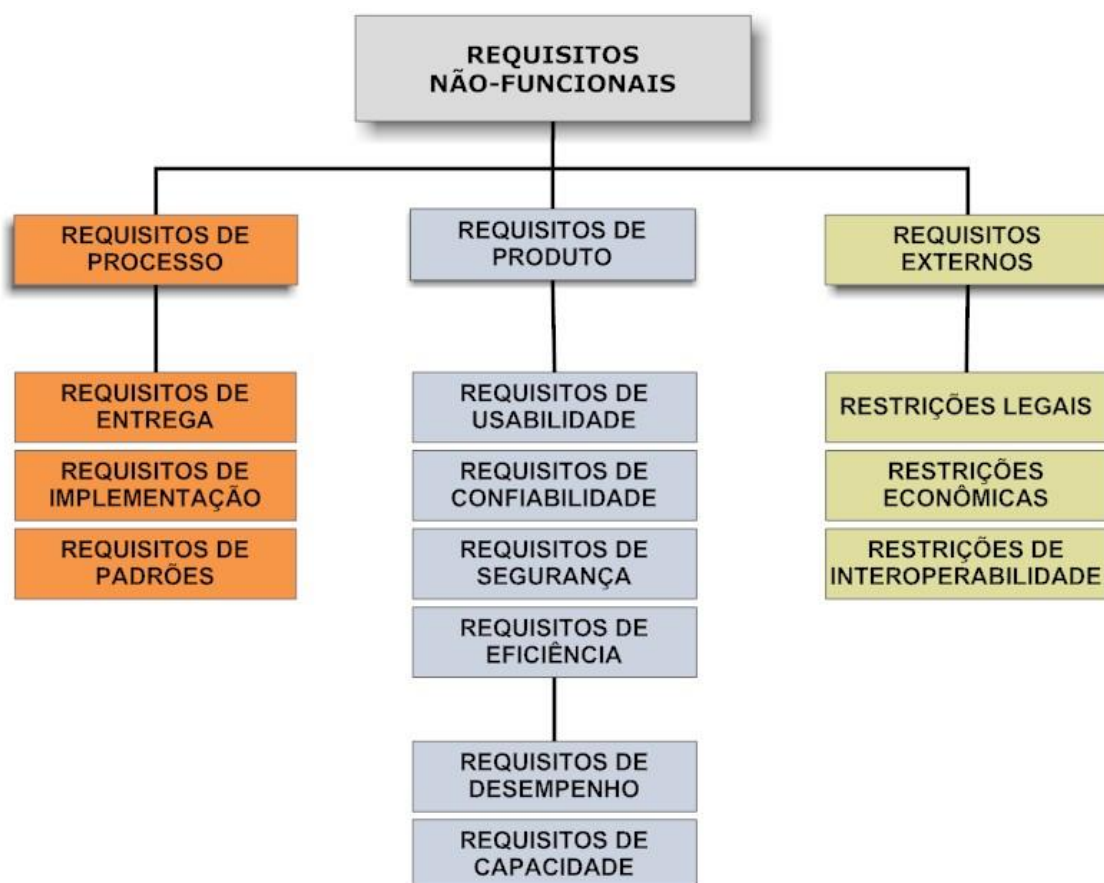 REQUISITOS
NÃO-FUNCIONAIS
REQUISITOS DE
PROCESSO
REQUISITOS DE
PRODUTO
REQUISITOS
EXTERNOS
REQUISITOS DE
ENTREGA
REQUISITOS DE
IMPLEMENTAÇÃO
REQUISITOS DE
PADRÕES
REQUISITOS DE
USABILIDADE
REQUISITOS DE
CONFIABILIDADE
REQUISITOS DE
SEGURANÇA
REQUISITOS DE
EFICIÊNCIA
REQUISITOS DE
DESEMPENHO
REQUISITOS DE
CAPACIDADE
RESTRIÇÕES LEGAIS
RESTRIÇÕES
ECONÔMICAS
RESTRIÇÕES DE
INTEROPERABILIDADE